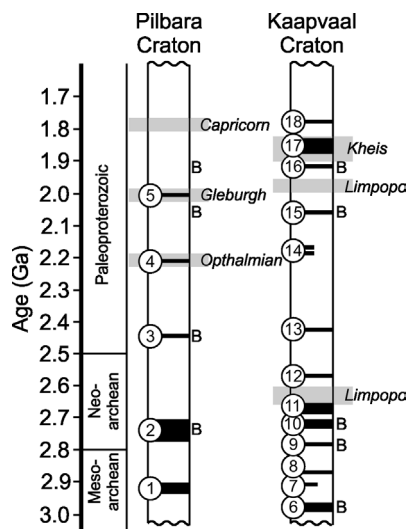 Pilbara
Craton
Kaapvaal
Craton
Age (Ga)
1.7
1.8
1.9
2.0
2.1
2.2
2.3
2.4
2.5
2.6
2.7
2.8
2.9
3.0
Paleoproterozoic
Neo-
archean
Meso-
archean
Capricorn
B
5 Gleburgh
B
4 Opthalmian
3 B
2 B
1
18
17 Kheis
16 B
Limpopo
15 B
14
13
12
Limpopo
11
10 B
9 B
8
7
6 B